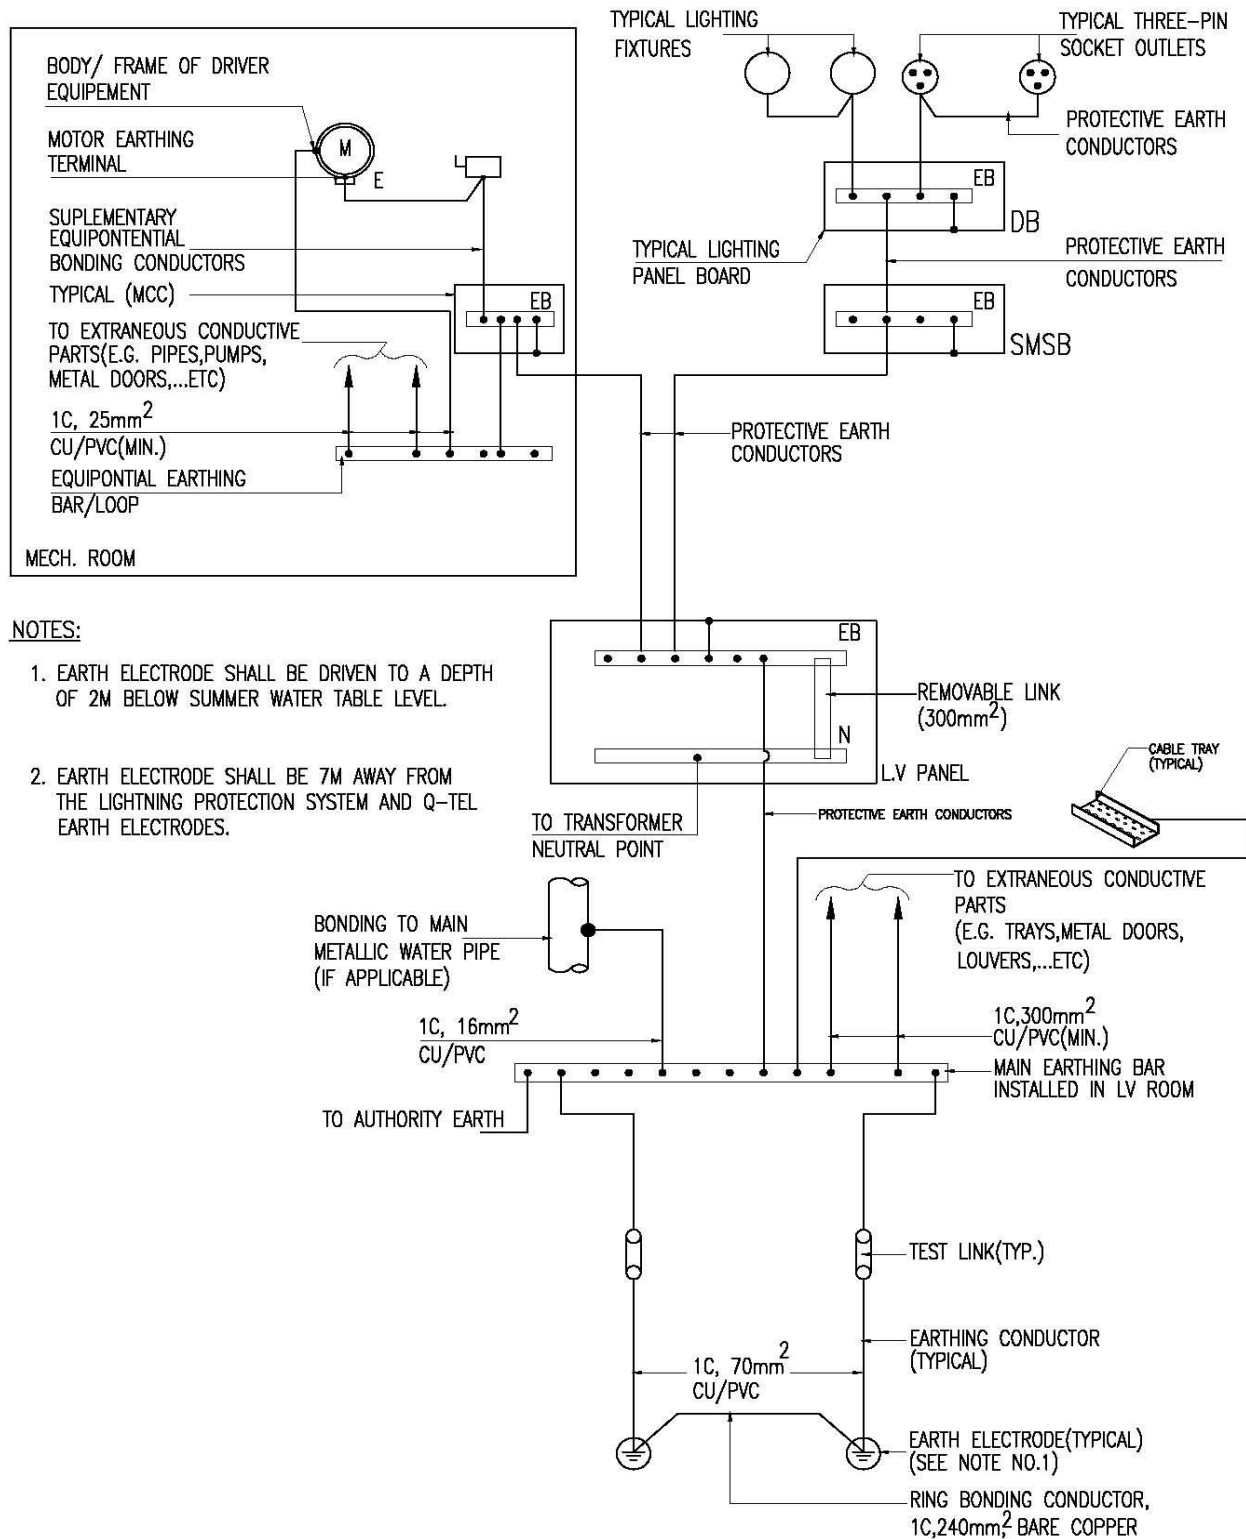 TYPICAL LIGHTING
FIXTURES
TYPICAL THREE-PIN
SOCKET OUTLETS
PROTECTIVE EARTH
CONDUCTORS
BODY/ FRAME OF DRIVER
EQUIPEMENT
MOTOR EARTHING
TERMINAL
M
E
SUPLEMENTARY
EQUIPONTENTIAL
BONDING CONDUCTORS
TYPICAL (MCC)
EB
TO EXTRANEOUS CONDUCTIVE
PARTS(E.G. PIPES,PUMPS,
METAL DOORS,...ETC)
1C, 25mm2
CU/PVC(MIN.)
EQUIPONTIAL EARTHING
BAR/LOOP
MECH. ROOM
EB
DB
TYPICAL LIGHTING
PANEL BOARD
PROTECTIVE EARTH
CONDUCTORS
EB
SMSB
PROTECTIVE EARTH
CONDUCTORS
NOTES:
1. EARTH ELECTRODE SHALL BE DRIVEN TO A DEPTH
OF 2M BELOW SUMMER WATER TABLE LEVEL.
2. EARTH ELECTRODE SHALL BE 7M AWAY FROM
THE LIGHTNING PROTECTION SYSTEM AND Q-TEL
EARTH ELECTRODES.
EB
REMOVABLE LINK
(300mm2)
N
L.V PANEL
CABLE TRAY
(TYPICAL)
TO TRANSFORMER
NEUTRAL POINT
PROTECTIVE EARTH CONDUCTORS
TO EXTRANEOUS CONDUCTIVE
PARTS
(E.G. TRAYS,METAL DOORS,
LOUVERS,...ETC)
BONDING TO MAIN
METALLIC WATER PIPE
(IF APPLICABLE)
1C, 16mm2
CU/PVC
1C,300mm2
CU/PVC(MIN.)
MAIN EARTHING BAR
INSTALLED IN LV ROOM
TO AUTHORITY EARTH
TEST LINK(TYP.)
EARTHING CONDUCTOR
(TYPICAL)
1C, 70mm2
CU/PVC
EARTH ELECTRODE(TYPICAL)
(SEE NOTE NO.1)
RING BONDING CONDUCTOR,
1C,240mm,2 BARE COPPER